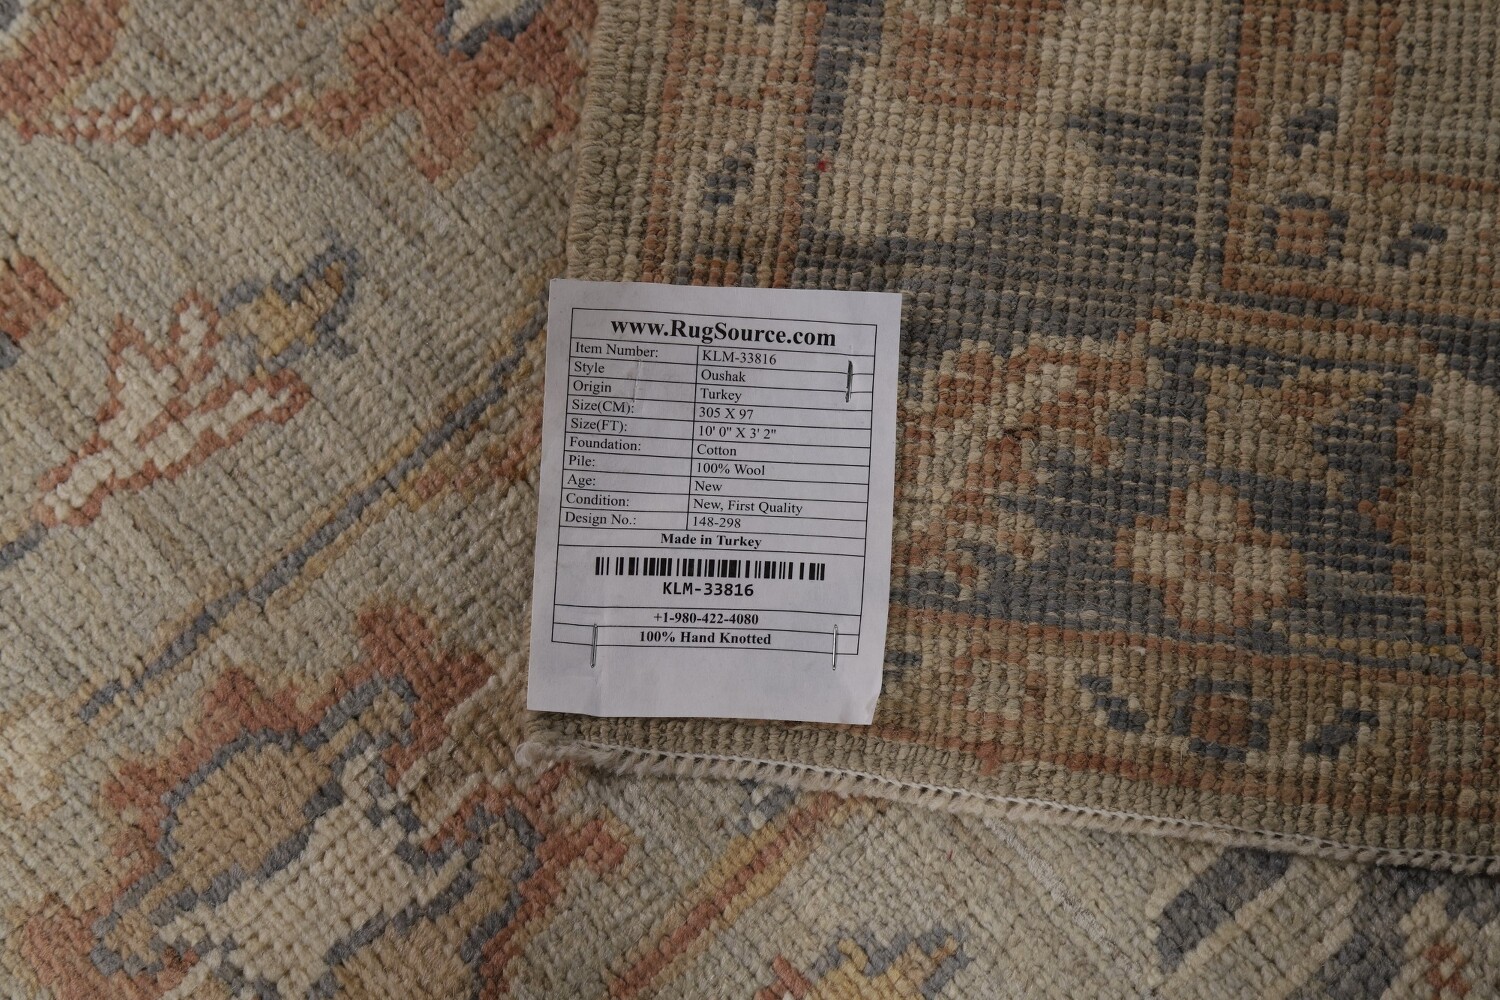 www.RugSource.com
Item Number: KLM-33816
Style Oushak
Origin Turkey
Size(CM): 305 X 97
Size(FT): 10' 0" X 3' 2"
Foundation: Cotton
Pile: 100% Wool
Age: New
Condition: New, First Quality
Design No.: 148-298
Made in Turkey
KLM-33816
+1-980-422-4080
100% Hand Knotted